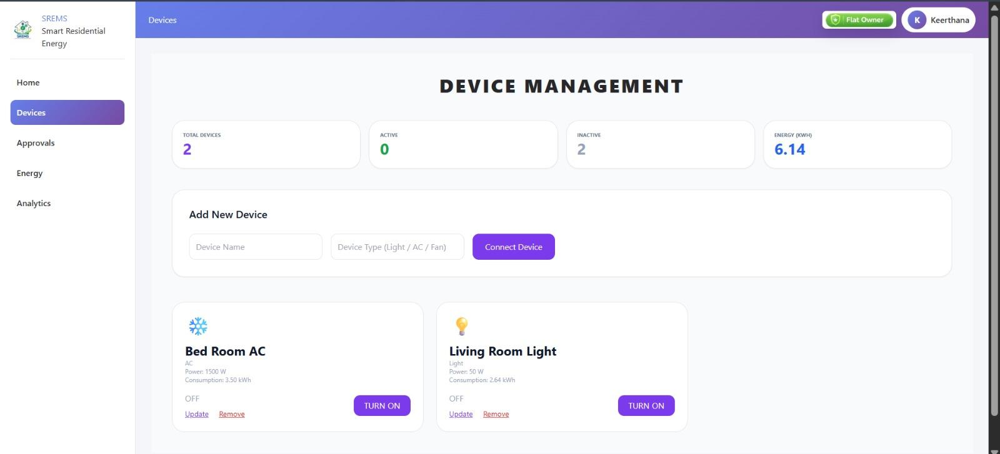 SREMS
Smart Residential
Energy
SREMS
Home
Devices
Approvals
Energy
Analytics
Devices
Flat Owner
K
Keerthana
DEVICE MANAGEMENT
TOTAL DEVICES
2
ACTIVE
0
INACTIVE
2
ENERGY (KWH)
6.14
Add New Device
Device Name
Device Type (Light / AC / Fan)
Connect Device
Bed Room AC
AC
Power: 1500 W
Consumption: 3.50 kWh
OFF
TURN ON
Update Remove
Living Room Light
Light
Power: 50 W
Consumption: 2.64 kWh
OFF
TURN ON
Update Remove